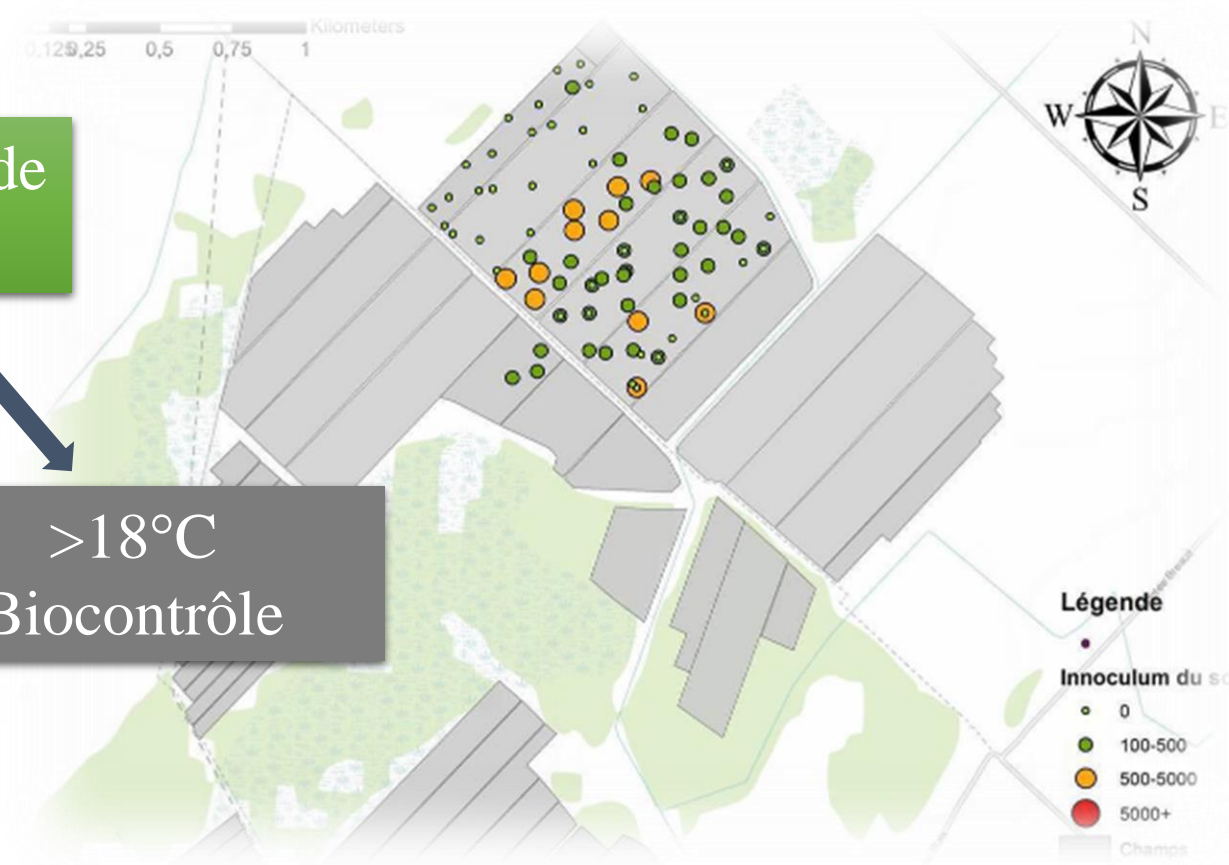 Kilometers
0,125 0,25 0,5 0,75 1
N
W E
S
de
>18°C
Biocontrôle
Légende
Innoculum du
0
100-500
500-5000
5000+
Champs